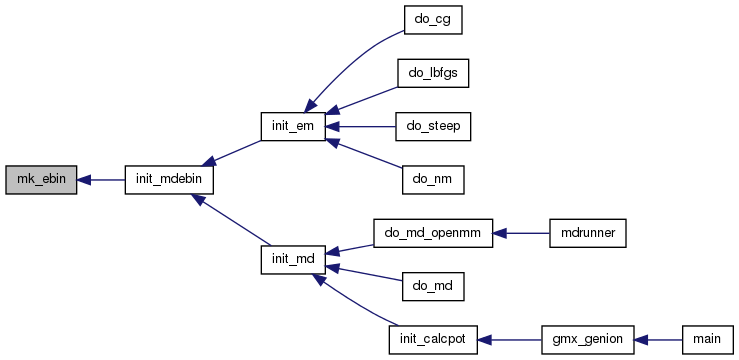 do_cg
do_lbfgs
init_em
do_steep
mk_ebin
init_mdebin
do_nm
do_md_openmm
mdrunner
init_md
do_md
init_calcpot
gmx_genion
main